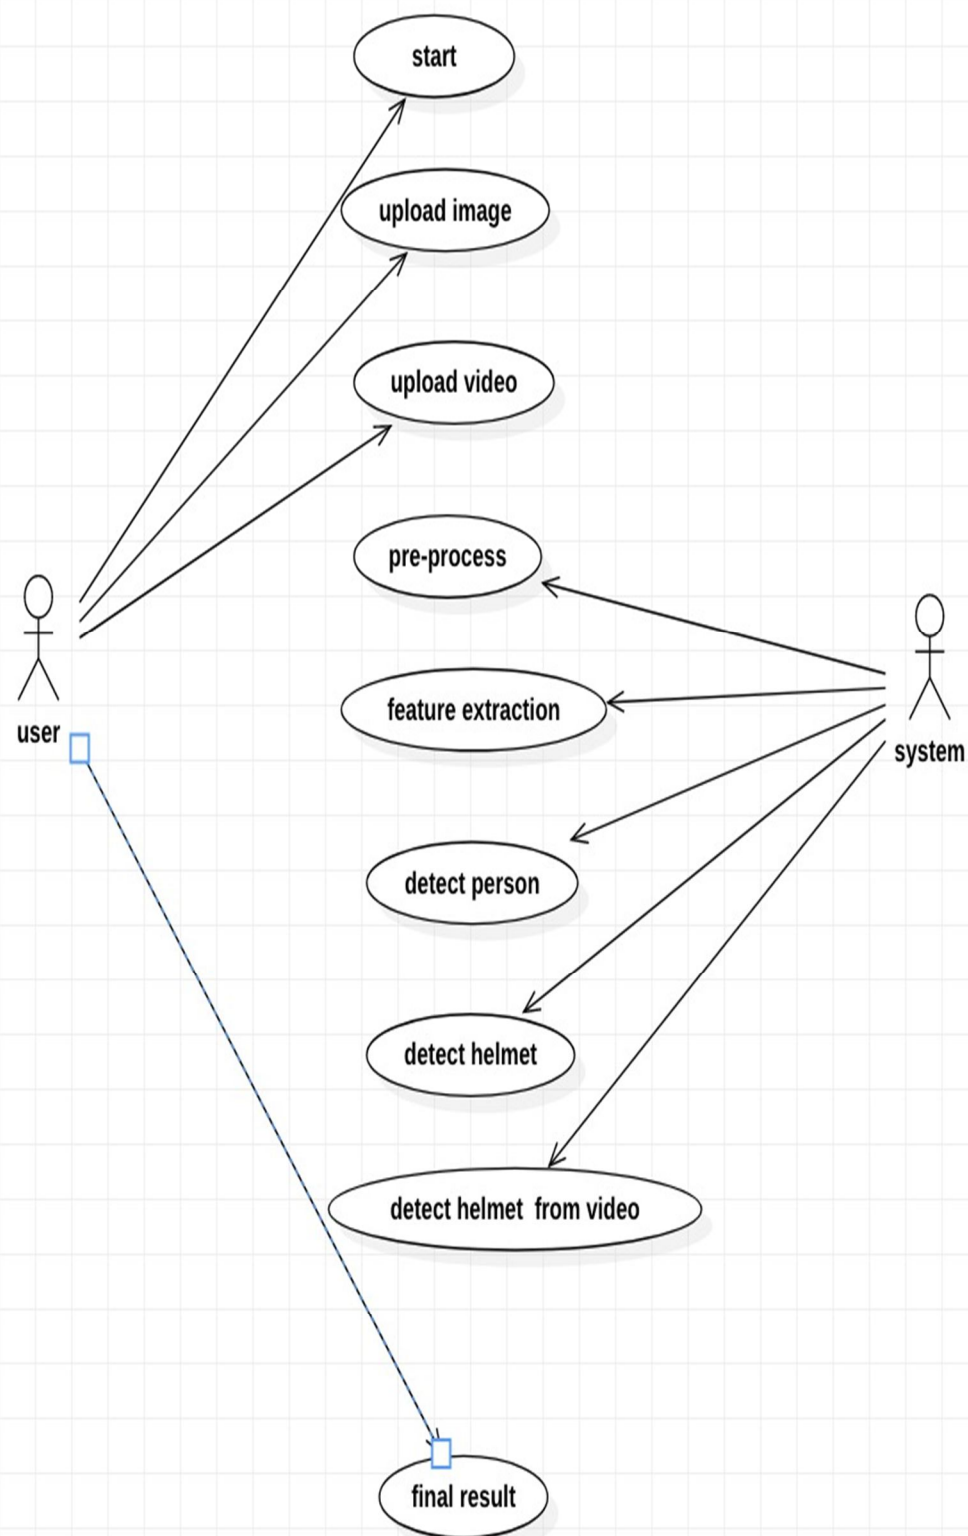 start
upload image
upload video
pre-process
feature extraction
user
system
detect person
detect helmet
detect helmet  from video
final result